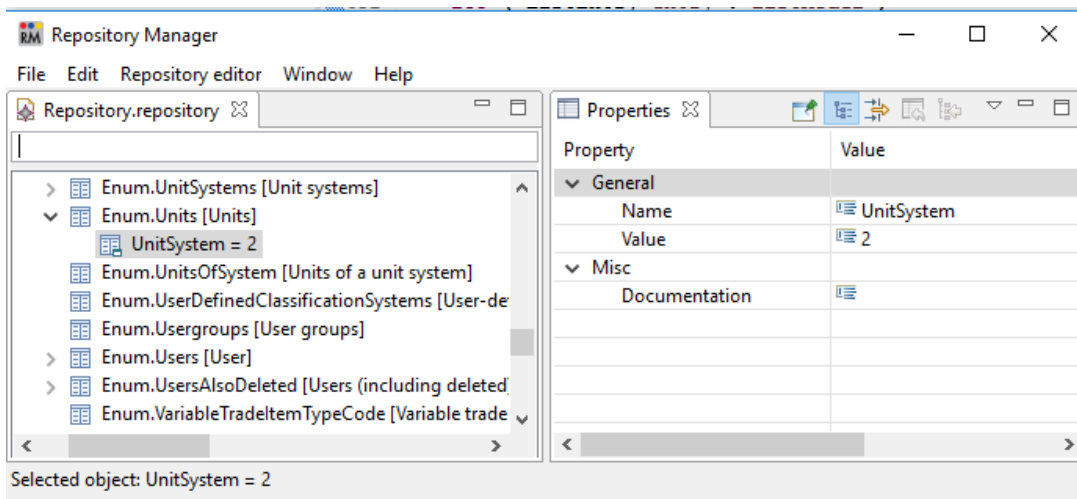 RM Repository Manager
File Edit Repository editor Window Help
Repository.repository
Enum.UnitSystems [Unit systems]
Enum.Units [Units]
UnitSystem = 2
Enum.UnitsOfSystem [Units of a unit system]
Enum.UserDefinedClassificationSystems [User-de
Enum.Usergroups [User groups]
Enum.Users [User]
Enum.UsersAlsoDeleted [Users (including deleted
Enum.VariableTradeItemTypeCode [Variable trade
Properties
Property Value
General
Name UnitSystem
Value 2
Misc
Documentation
Selected object: UnitSystem = 2